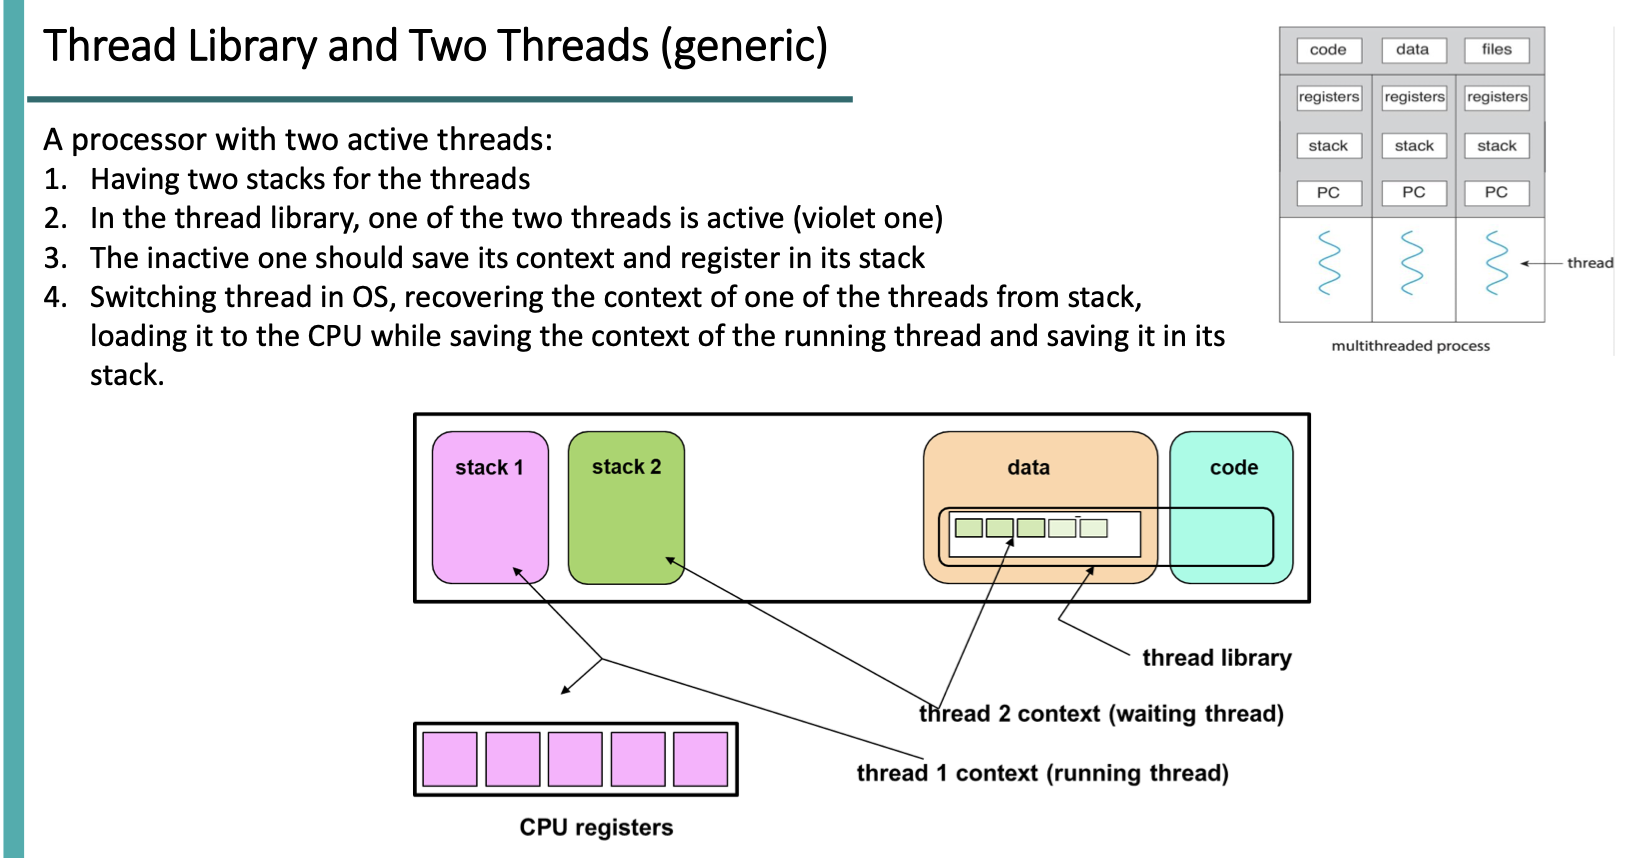 Thread Library and Two Threads (generic)
A processor with two active threads:
1. Having two stacks for the threads
2. In the thread library, one of the two threads is active (violet one)
3. The inactive one should save its context and register in its stack
4. Switching thread in OS, recovering the context of one of the threads from stack,
loading it to the CPU while saving the context of the running thread and saving it in its
stack.
code data files
registers registers registers
stack stack stack
PC PC PC
thread
multithreaded process
stack 1 stack 2 data code
thread library
thread 2 context (waiting thread)
thread 1 context (running thread)
CPU registers